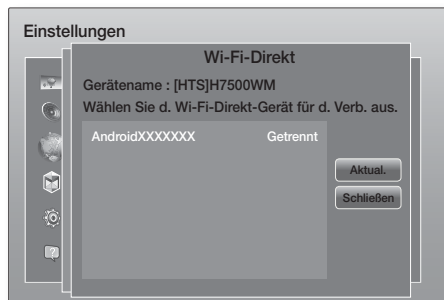 Einstellungen
Wi-Fi-Direkt
Gerätename : [HTS]H7500WM
Wählen Sie d. Wi-Fi-Direkt-Gerät für d. Verb. aus.
AndroidXXXXXXX Getrennt
Aktual.
Schließen
?